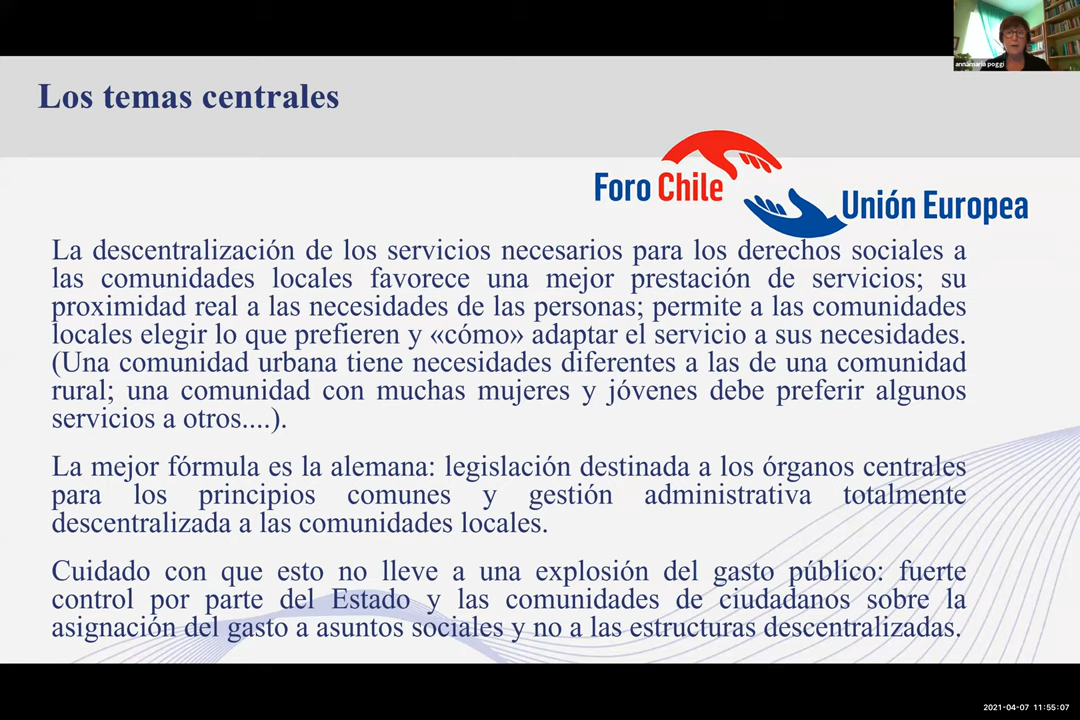 annamaria poggi
Los temas centrales
Foro Chile
Unión Europea
La descentralización de los servicios necesarios para los derechos sociales a
las comunidades locales favorece una mejor prestación de servicios; su
proximidad real a las necesidades de las personas; permite a las comunidades
locales elegir lo que prefieren y «cómo» adaptar el servicio a sus necesidades.
(Una comunidad urbana tiene necesidades diferentes a las de una comunidad
rural; una comunidad con muchas mujeres y jóvenes debe preferir algunos
servicios a otros....).
La mejor fórmula es la alemana: legislación destinada a los órganos centrales
para los principios comunes y gestión administrativa totalmente
descentralizada a las comunidades locales.
Cuidado con que esto no lleve a una explosión del gasto público: fuerte
control por parte del Estado y las comunidades de ciudadanos sobre la
asignación del gasto a asuntos sociales y no a las estructuras descentralizadas.
2021-04-07 11:55:07